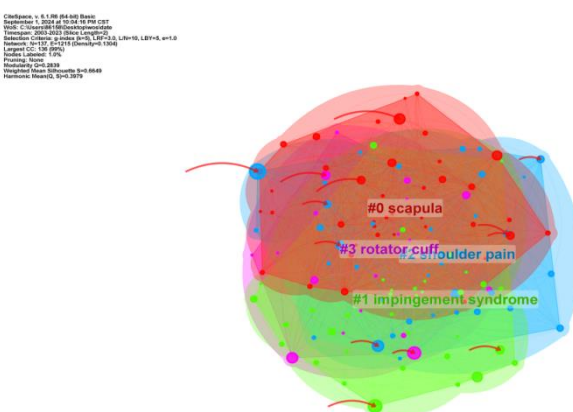 CiteSpace, v. 6.1.R6 (64-bit) Basic
September 1, 2024 at 10:04:16 PM CST
WoS: C:\Users\86158\Desktop\wos\date
Timespan: 2003-2023 (Slice Length=2)
Selection Criteria: g-index (k=5), LRF=3.0, L/N=10, LBY=5, e=1.0
Network: N=137, E=1215 (Density=0.1304)
Largest CC: 136 (99%)
Nodes Labeled: 1.0%
Pruning: None
Modularity Q=0.2839
Weighted Mean Silhouette S=0.6649
Harmonic Mean(Q, S)=0.3979
#0 scapula
#3 rotator cuff
#2 shoulder pain
#1 impingement syndrome